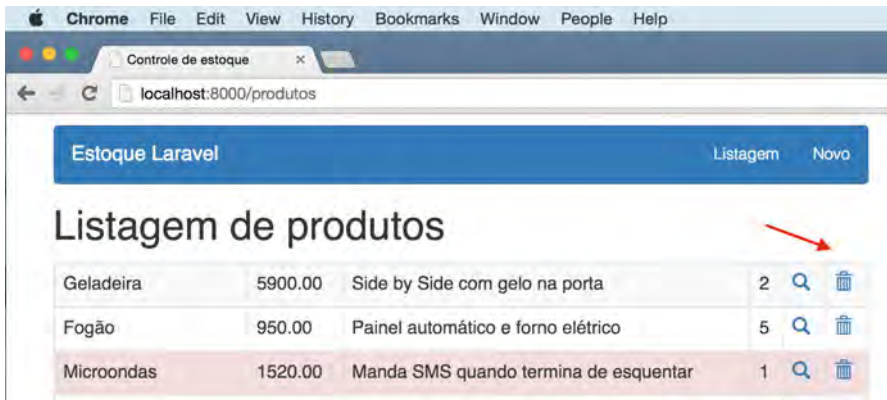 Chrome File Edit View History Bookmarks Window People Help
Controle de estoque
localhost:8000/produtos
Estoque Laravel Listagem Novo
Listagem de produtos
Geladeira 5900.00 Side by Side com gelo na porta 2
Fogão 950.00 Painel automático e forno elétrico 5
Microondas 1520.00 Manda SMS quando termina de esquentar 1